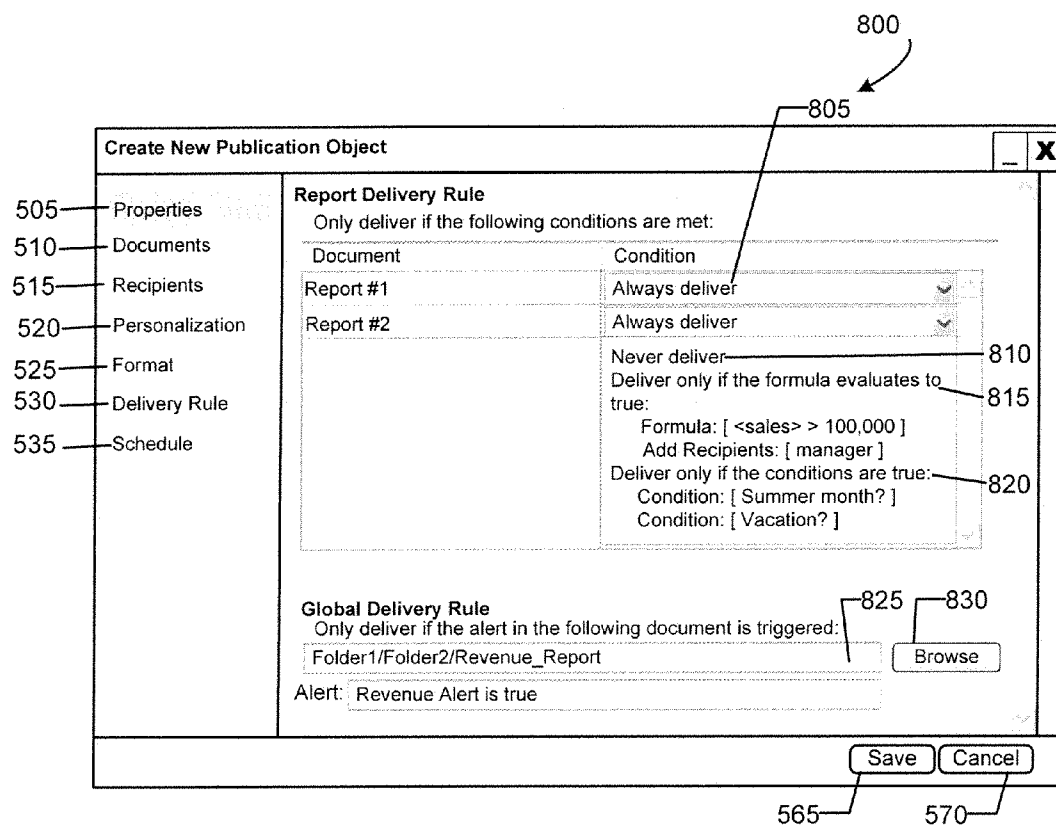 800
805
Create New Publication Object
_ X
505 Properties
510 Documents
515 Recipients
520 Personalization
525 Format
530 Delivery Rule
535 Schedule
Report Delivery Rule
Only deliver if the following conditions are met:
Document Condition
Report #1 Always deliver
Report #2 Always deliver
Never deliver 810
Deliver only if the formula evaluates to 815
true:
Formula: [ <sales> > 100,000 ]
Add Recipients: [ manager ]
Deliver only if the conditions are true: 820
Condition: [ Summer month? ]
Condition: [ Vacation? ]
Global Delivery Rule 825 830
Only deliver if the alert in the following document is triggered:
Folder1/Folder2/Revenue_Report Browse
Alert: Revenue Alert is true
Save Cancel
565 570